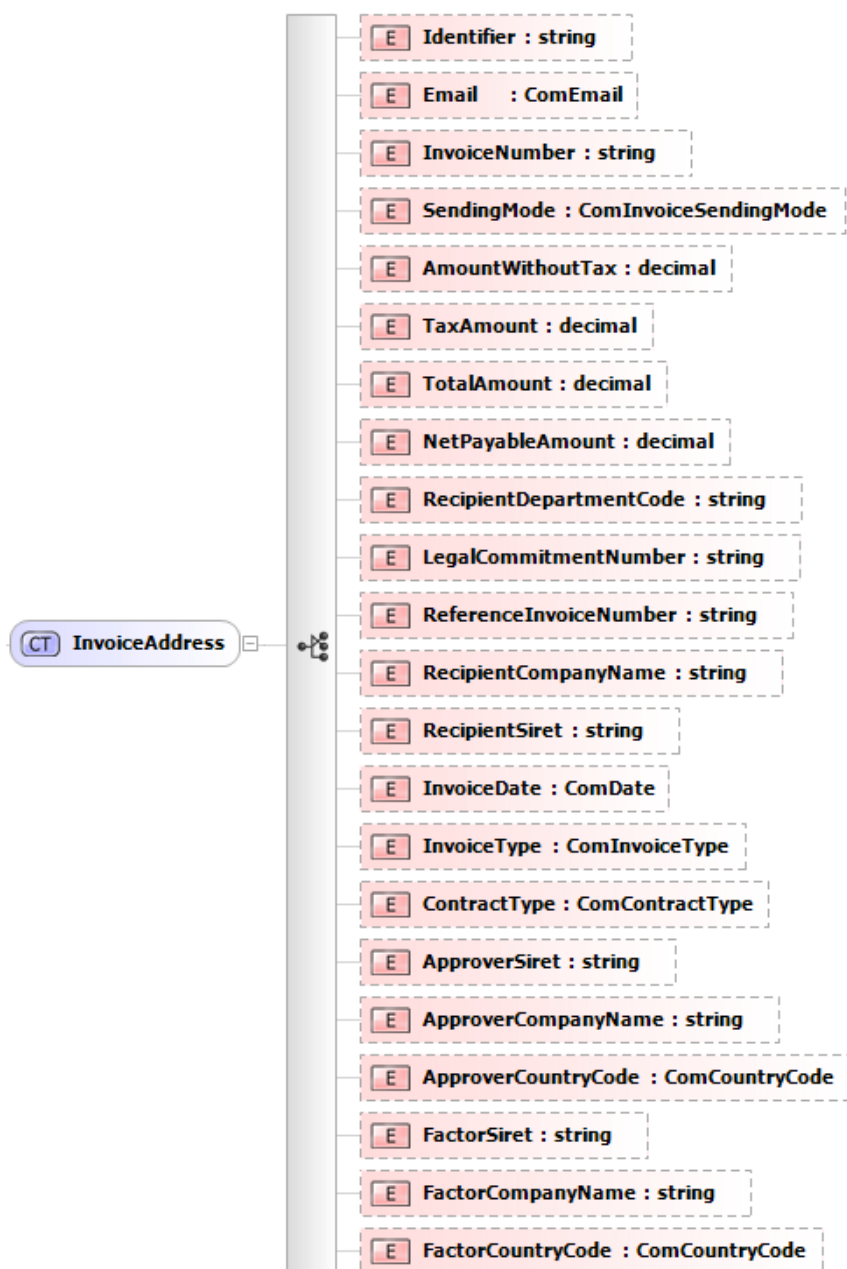 E Identifier : string
E Email : ComEmail
E InvoiceNumber : string
E SendingMode : ComInvoiceSendingMode
E AmountWithoutTax : decimal
E TaxAmount : decimal
E TotalAmount : decimal
E NetPayableAmount : decimal
E RecipientDepartmentCode : string
E LegalCommitmentNumber : string
E ReferenceInvoiceNumber : string
CT InvoiceAddress
E RecipientCompanyName : string
E RecipientSiret : string
E InvoiceDate : ComDate
E InvoiceType : ComInvoiceType
E ContractType : ComContractType
E ApproverSiret : string
E ApproverCompanyName : string
E ApproverCountryCode : ComCountryCode
E FactorSiret : string
E FactorCompanyName : string
E FactorCountryCode : ComCountryCode